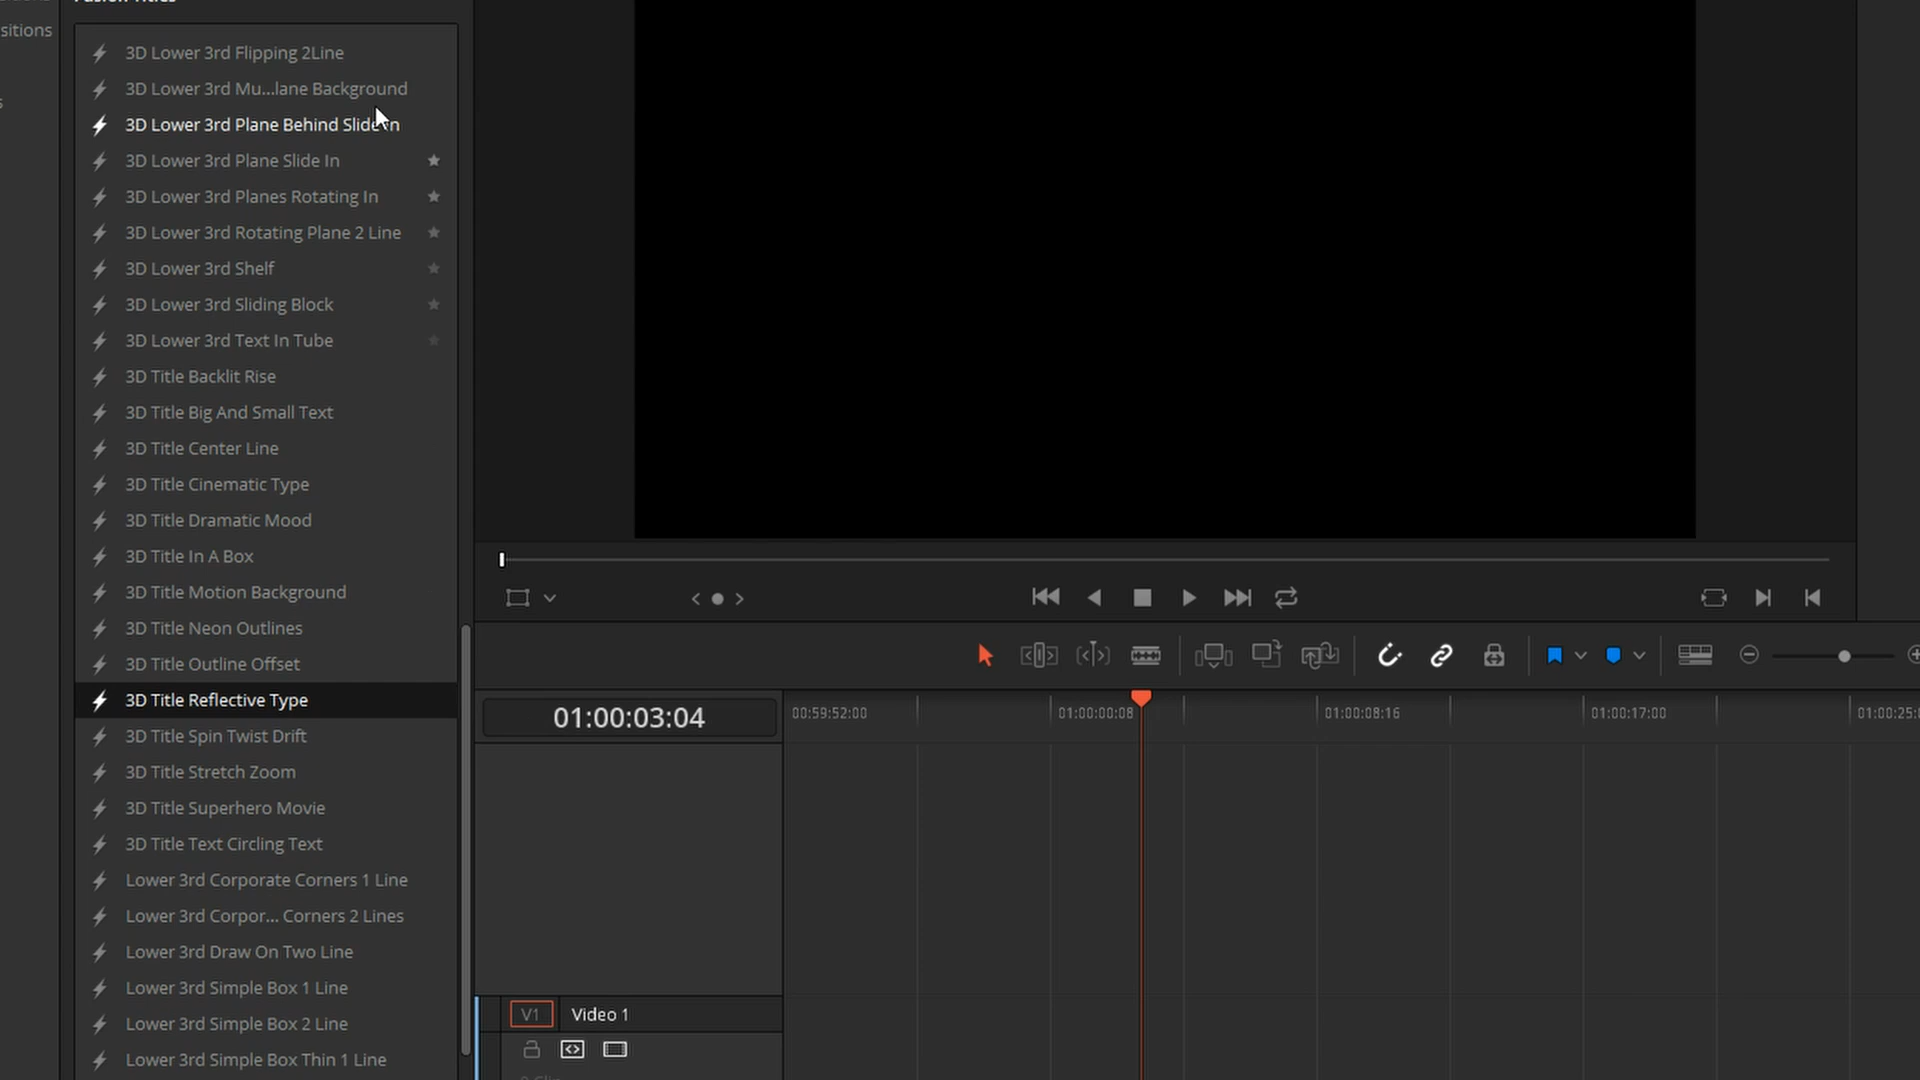 sitions
Fusion Titles
s
3D Lower 3rd Flipping 2Line
3D Lower 3rd Mu...lane Background
3D Lower 3rd Plane Behind Slide In
3D Lower 3rd Plane Slide In
3D Lower 3rd Planes Rotating In
3D Lower 3rd Rotating Plane 2 Line
3D Lower 3rd Shelf
3D Lower 3rd Sliding Block
3D Lower 3rd Text In Tube
3D Title Backlit Rise
3D Title Big And Small Text
3D Title Center Line
3D Title Cinematic Type
3D Title Dramatic Mood
3D Title In A Box
3D Title Motion Background
3D Title Neon Outlines
3D Title Outline Offset
3D Title Reflective Type
3D Title Spin Twist Drift
3D Title Stretch Zoom
3D Title Superhero Movie
3D Title Text Circling Text
Lower 3rd Corporate Corners 1 Line
Lower 3rd Corpor... Corners 2 Lines
Lower 3rd Draw On Two Line
Lower 3rd Simple Box 1 Line
Lower 3rd Simple Box 2 Line
Lower 3rd Simple Box Thin 1 Line
01:00:03:04
00:59:52:00
01:00:00:08
01:00:08:16
01:00:17:00
01:00:25:
V1
Video 1